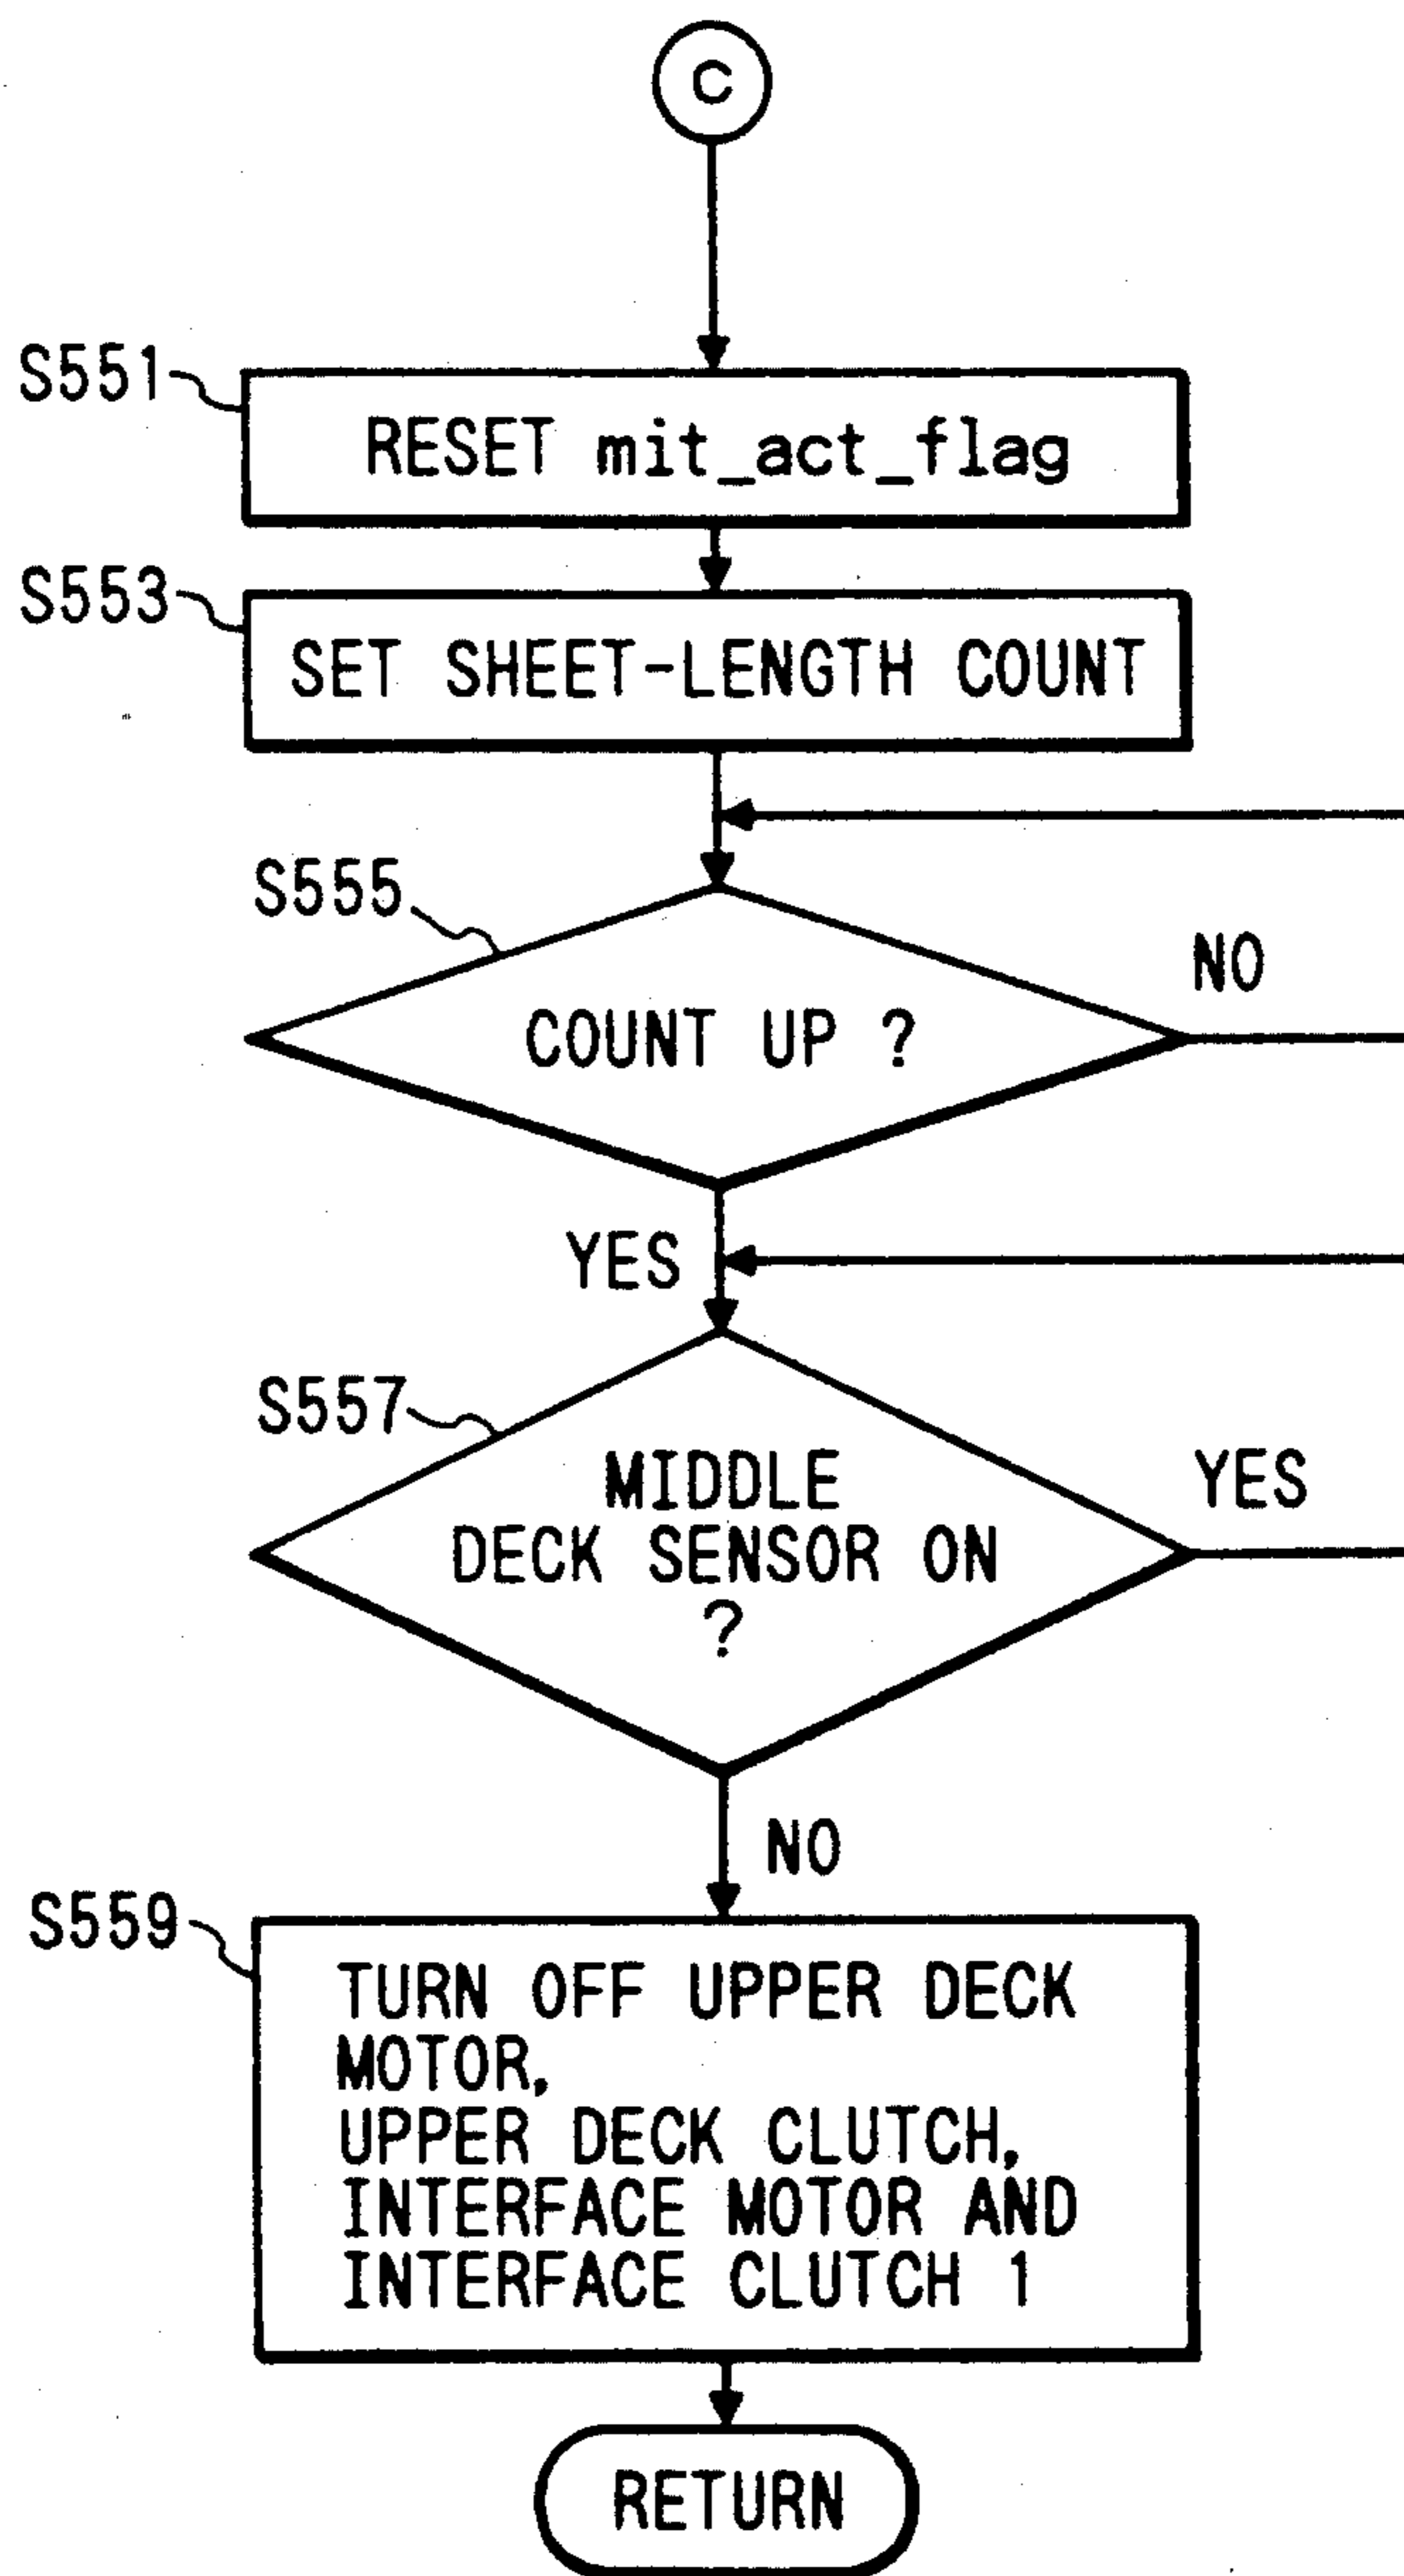 C
S551
RESET mit_act_flag
S553
SET SHEET-LENGTH COUNT
S555
NO
COUNT UP ?
YES
S557
YES
MIDDLE
DECK SENSOR ON
?
NO
S559
TURN OFF UPPER DECK
MOTOR,
UPPER DECK CLUTCH,
INTERFACE MOTOR AND
INTERFACE CLUTCH 1
RETURN